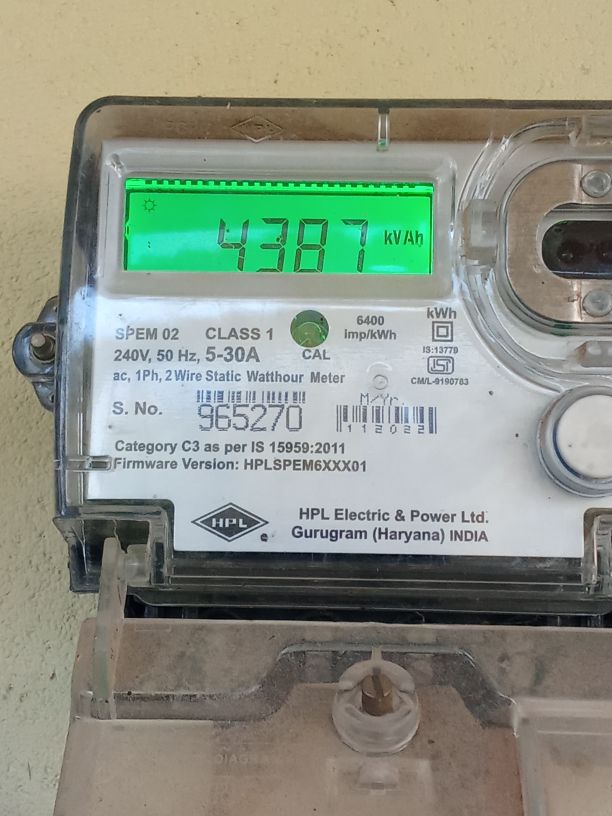 4387 kVAh
SPEM 02 CLASS 1
240V, 50 Hz, 5-30A
CAL
6400
imp/kWh
kWh
IS:13779
CM/L-9190783
ac, 1Ph, 2 Wire Static Watthour Meter
S. No. 965270
M/Yr.
112022
Category C3 as per IS 15959:2011
Firmware Version: HPLSPEM6XXX01
HPL
HPL Electric & Power Ltd.
Gurugram (Haryana) INDIA